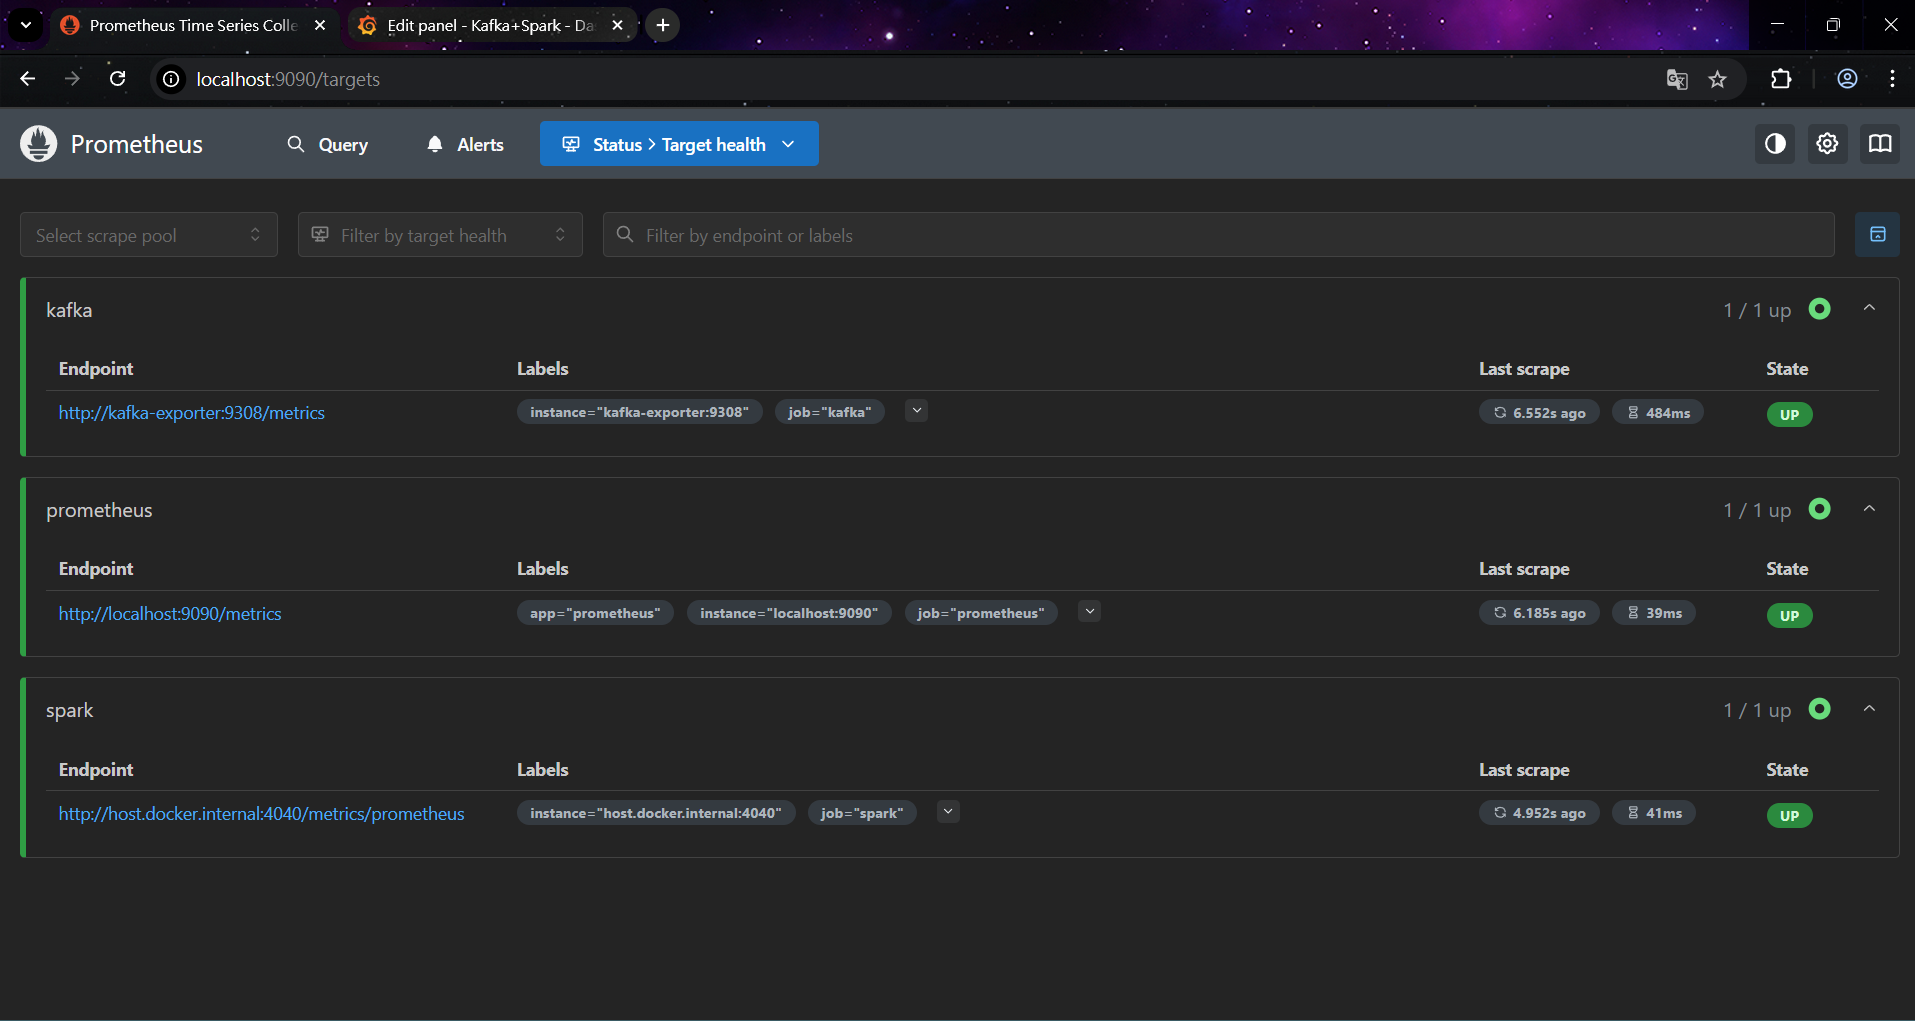 Prometheus Time Series Colle
Edit panel - Kafka+Spark - Da
localhost:9090/targets
Prometheus
Query
Alerts
Status > Target health
Select scrape pool
Filter by target health
Filter by endpoint or labels
kafka
1 / 1 up
Endpoint Labels Last scrape State
http://kafka-exporter:9308/metrics instance="kafka-exporter:9308" job="kafka" 6.552s ago 484ms UP
prometheus
1 / 1 up
Endpoint Labels Last scrape State
http://localhost:9090/metrics app="prometheus" instance="localhost:9090" job="prometheus" 6.185s ago 39ms UP
spark
1 / 1 up
Endpoint Labels Last scrape State
http://host.docker.internal:4040/metrics/prometheus instance="host.docker.internal:4040" job="spark" 4.952s ago 41ms UP